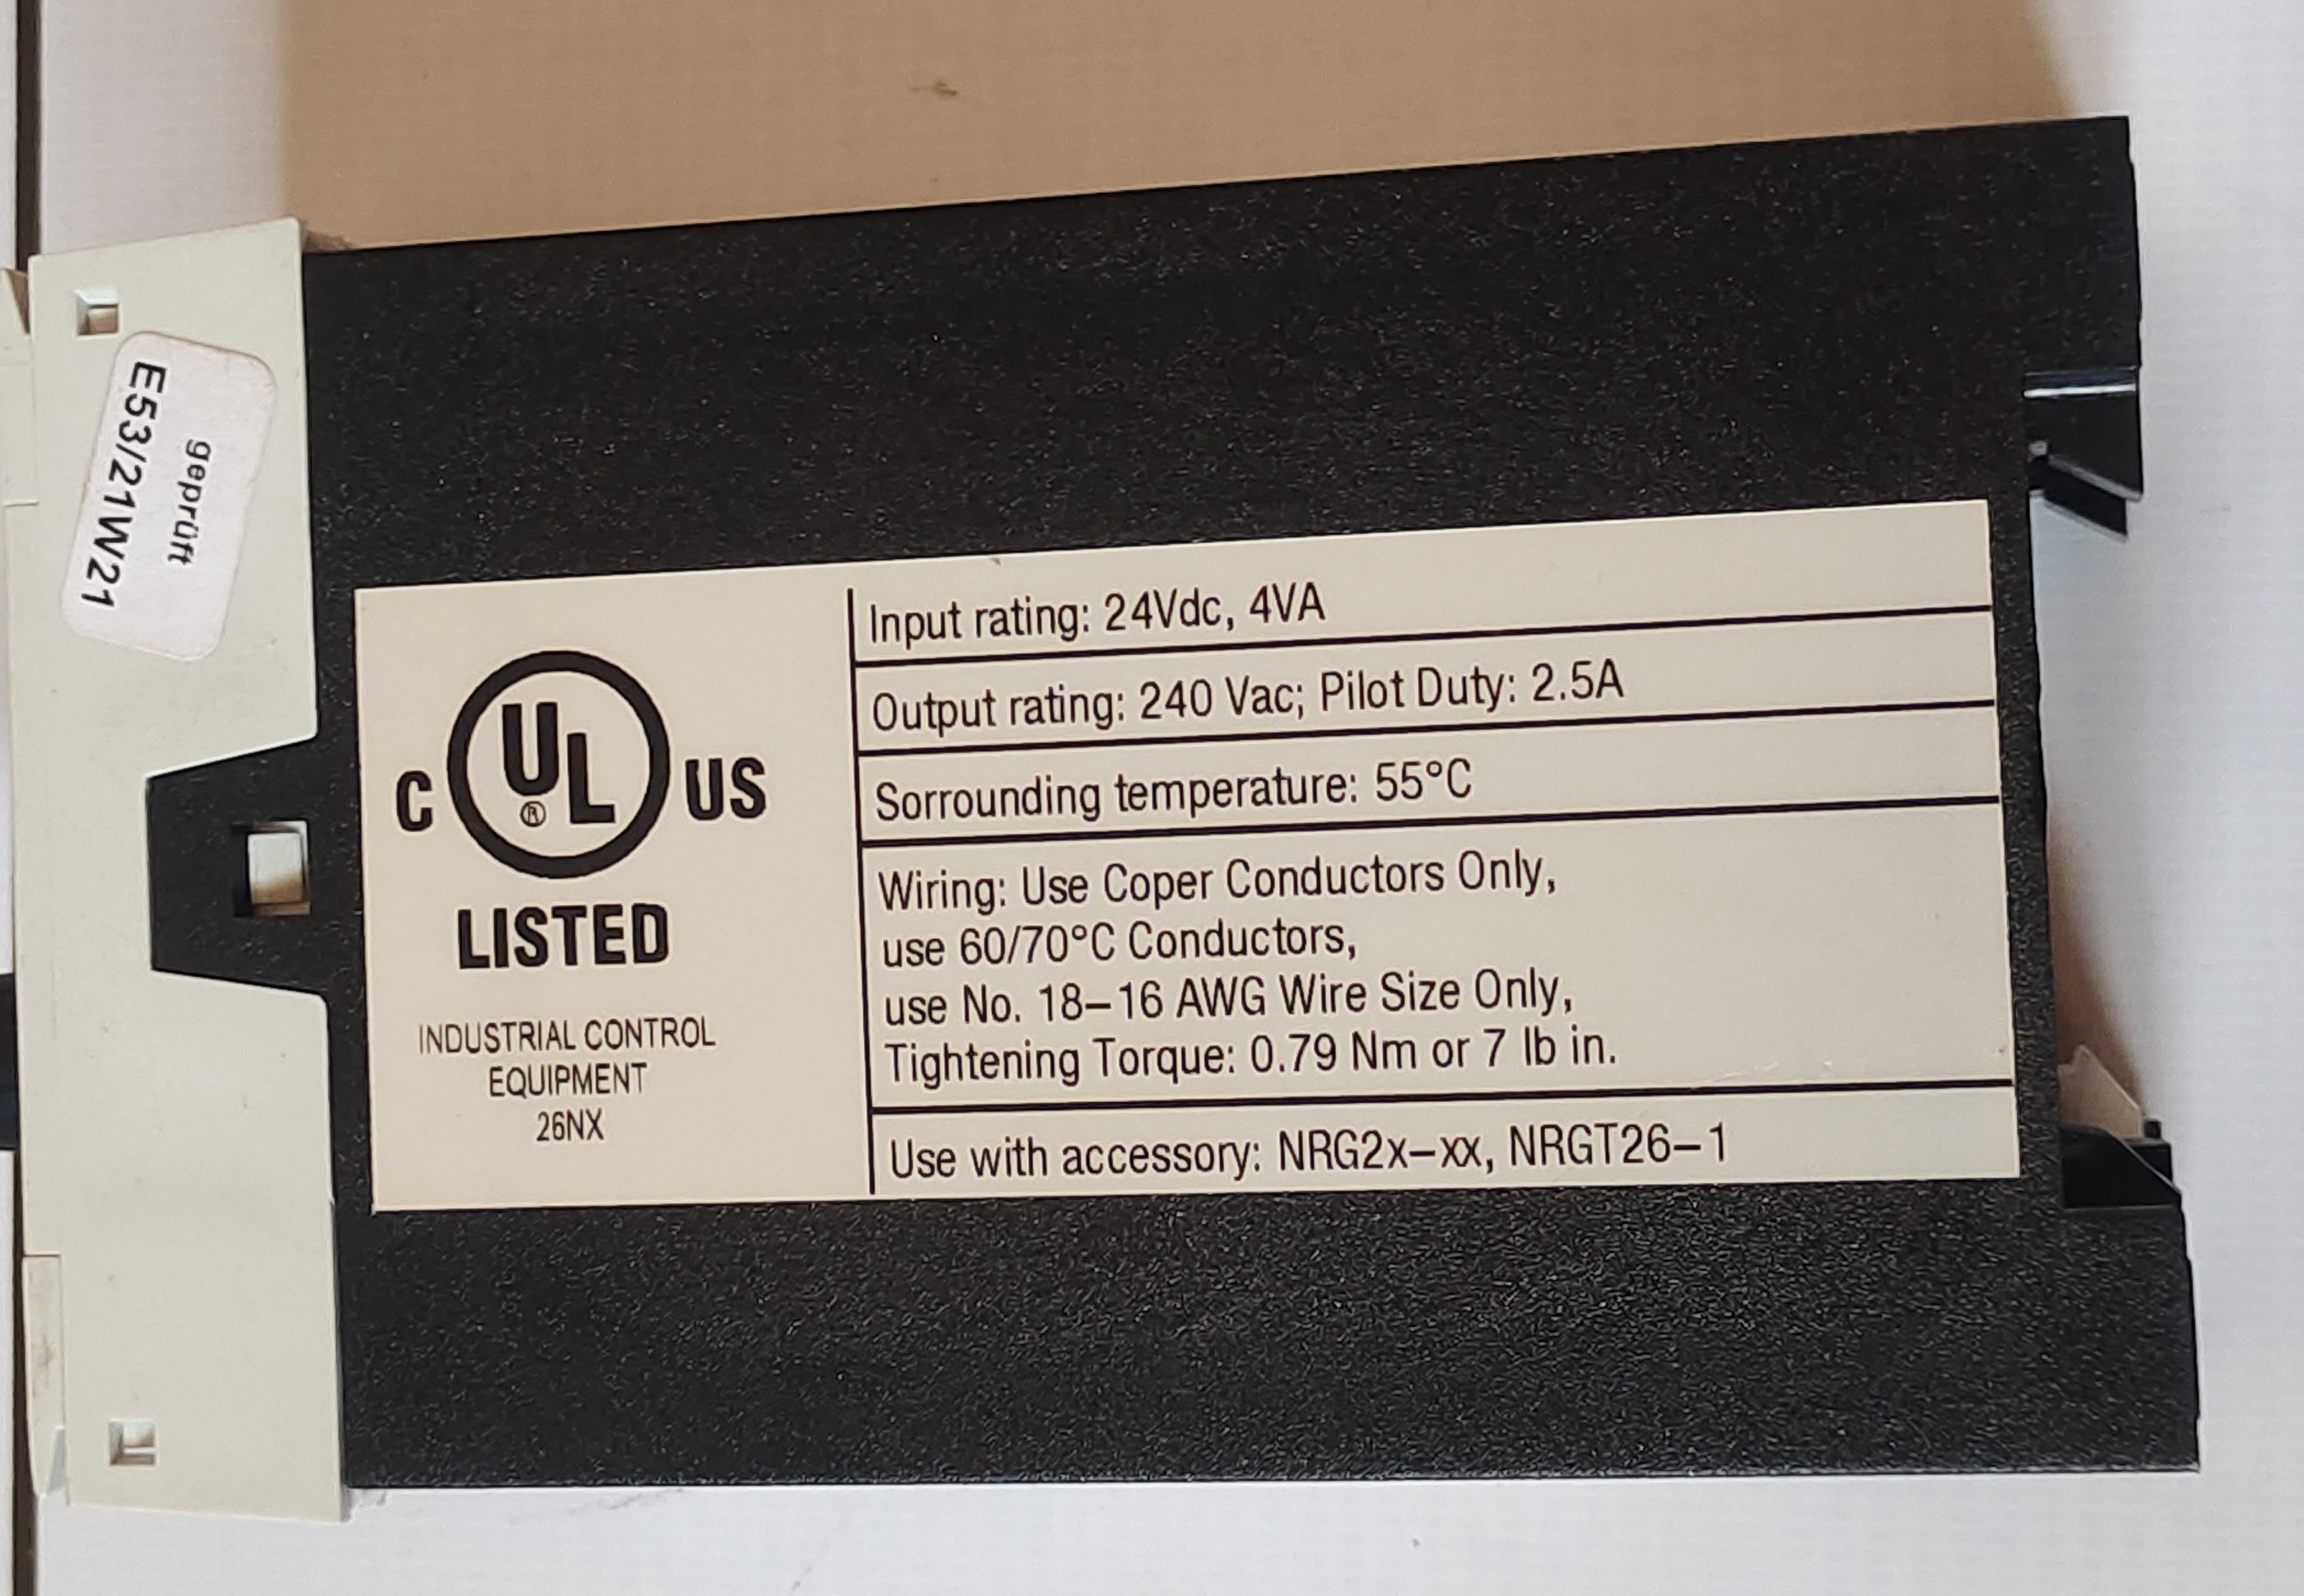 geprüft
E53/21W21
C UL® US
LISTED
INDUSTRIAL CONTROL
EQUIPMENT
26NX
Input rating: 24Vdc, 4VA
Output rating: 240 Vac; Pilot Duty: 2.5A
Sorrounding temperature: 55°C
Wiring: Use Coper Conductors Only,
use 60/70°C Conductors,
use No. 18–16 AWG Wire Size Only,
Tightening Torque: 0.79 Nm or 7 lb in.
Use with accessory: NRG2x–xx, NRGT26–1